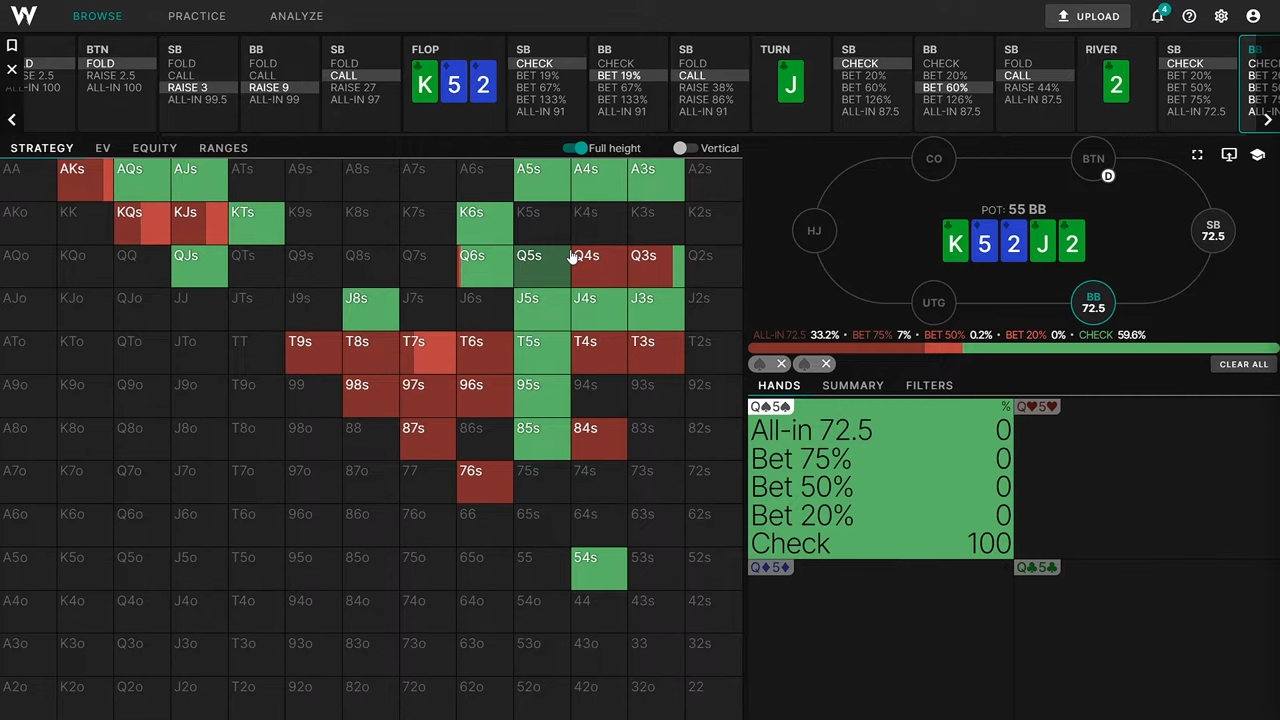 W BROWSE PRACTICE ANALYZE UPLOAD 4
BTN SB BB SB FLOP SB BB SB TURN SB BB SB RIVER SB BB
FOLD FOLD FOLD FOLD CHECK CHECK FOLD CHECK CHECK FOLD CHECK
SE 2.5 RAISE 2.5 CALL CALL CALL K 5 2 BET 19% BET 19% CALL J BET 20% BET 20% CALL 2 BET 20%
RAISE 3 RAISE 9 RAISE 27 BET 67% BET 67% RAISE 38% BET 60% BET 60% RAISE 44% BET 50%
-IN 100 ALL-IN 100 ALL-IN 99.5 ALL-IN 99 ALL-IN 97 BET 133% BET 133% RAISE 86% BET 126% BET 126% ALL-IN 87.5 BET 75%
ALL-IN 91 ALL-IN 91 ALL-IN 91 ALL-IN 87.5 ALL-IN 87.5 ALL-IN 72.5
STRATEGY EV EQUITY RANGES Full height Vertical
AA AKs AQs AJs ATs A9s A8s A7s A6s A5s A4s A3s A2s
AKo KK KQs KJs KTs K9s K8s K7s K6s K5s K4s K3s K2s
AQo KQo QQ QJs QTs Q9s Q8s Q7s Q6s Q5s Q4s Q3s Q2s
AJo KJo QJo JJ JTs J9s J8s J7s J6s J5s J4s J3s J2s
ATo KTo QTo JTo TT T9s T8s T7s T6s T5s T4s T3s T2s
A9o K9o Q9o J9o T9o 99 98s 97s 96s 95s 94s 93s 92s
A8o K8o Q8o J8o T8o 98o 88 87s 86s 85s 84s 83s 82s
A7o K7o Q7o J7o T7o 97o 87o 77 76s 75s 74s 73s 72s
A6o K6o Q6o J6o T6o 96o 86o 76o 66 65s 64s 63s 62s
A5o K5o Q5o J5o T5o 95o 85o 75o 65o 55 54s 53s 52s
A4o K4o Q4o J4o T4o 94o 84o 74o 64o 54o 44 43s 42s
A3o K3o Q3o J3o T3o 93o 83o 73o 63o 53o 43o 33 32s
A2o K2o Q2o J2o T2o 92o 82o 72o 62o 52o 42o 32o 22
CO BTN
D
POT: 55 BB
HJ K 5 2 J 2 SB
72.5
UTG BB
72.5
ALL-IN 72.5 33.2% • BET 75% 7% • BET 50% 0.2% • BET 20% 0% • CHECK 59.6%
CLEAR ALL
HANDS SUMMARY FILTERS
Q♠5♠ % Q♥5♥
All-in 72.5 0
Bet 75% 0
Bet 50% 0
Bet 20% 0
Check 100
Q♦5♦ Q♣5♣